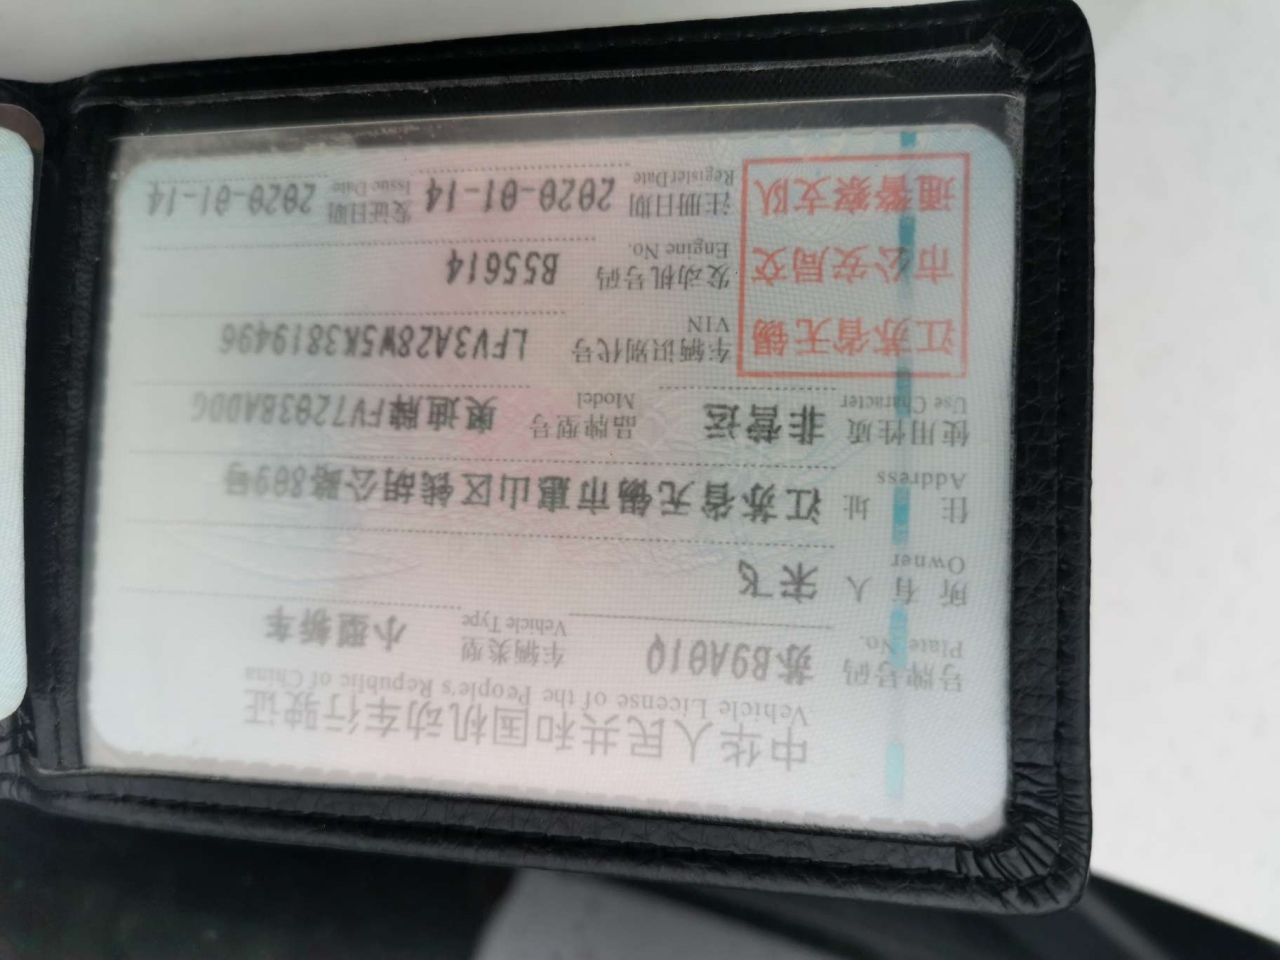 中华人民共和国机动车行驶证
Vehicle License of the People's Republic of China
号牌号码 苏B9A01Q 车辆类型 小型轿车
Plate No. Vehicle Type
所有人 宋飞
Owner
住址 江苏省无锡市惠山区钱胡公路809号
Address
使用性质 非营运 品牌型号 奥迪牌FV7203BADDG
Use Character Model
江苏省无锡
市公安局交
通警察支队
车辆识别代号 LFV3A28W5K3819496
VIN
发动机号码 B55614
Engine No.
注册日期 2020-01-14 发证日期 2020-01-14
Register Date Issue Date